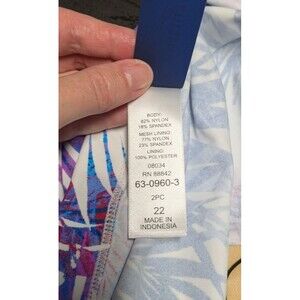 BODY:
82% NYLON
18% SPANDEX
MESH LINING:
77% NYLON
23% SPANDEX
LINING:
100% POLYESTER
08034
RN 88842
63-0960-3
2PC
22
MADE IN
INDONESIA